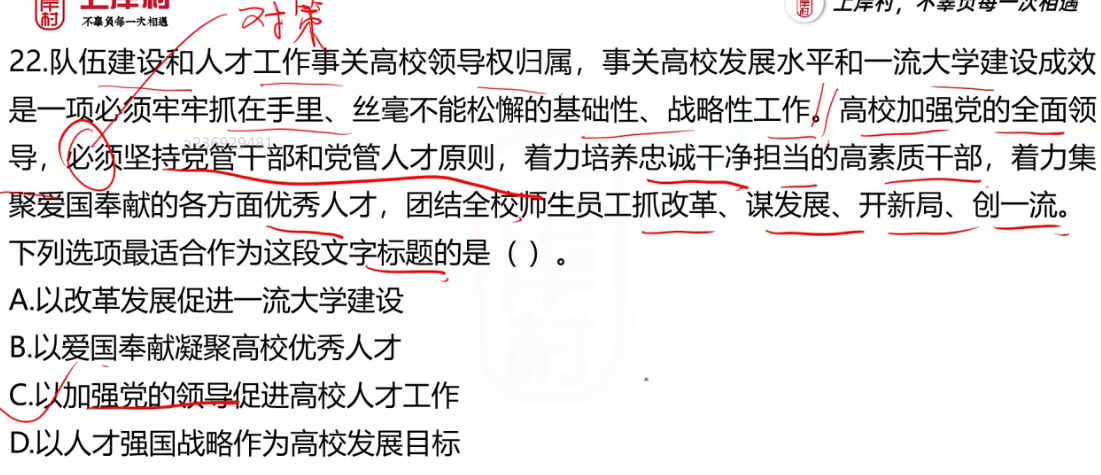 上岸村
不辜负每一次相遇
上岸村，不辜负每一次相遇
对策
22.队伍建设和人才工作事关高校领导权归属，事关高校发展水平和一流大学建设成效
是一项必须牢牢抓在手里、丝毫不能松懈的基础性、战略性工作。高校加强党的全面领
导，必须坚持党管干部和党管人才原则，着力培养忠诚干净担当的高素质干部，着力集
聚爱国奉献的各方面优秀人才，团结全校师生员工抓改革、谋发展、开新局、创一流。
下列选项最适合作为这段文字标题的是（ ）。
A.以改革发展促进一流大学建设
B.以爱国奉献凝聚高校优秀人才
C.以加强党的领导促进高校人才工作
D.以人才强国战略作为高校发展目标